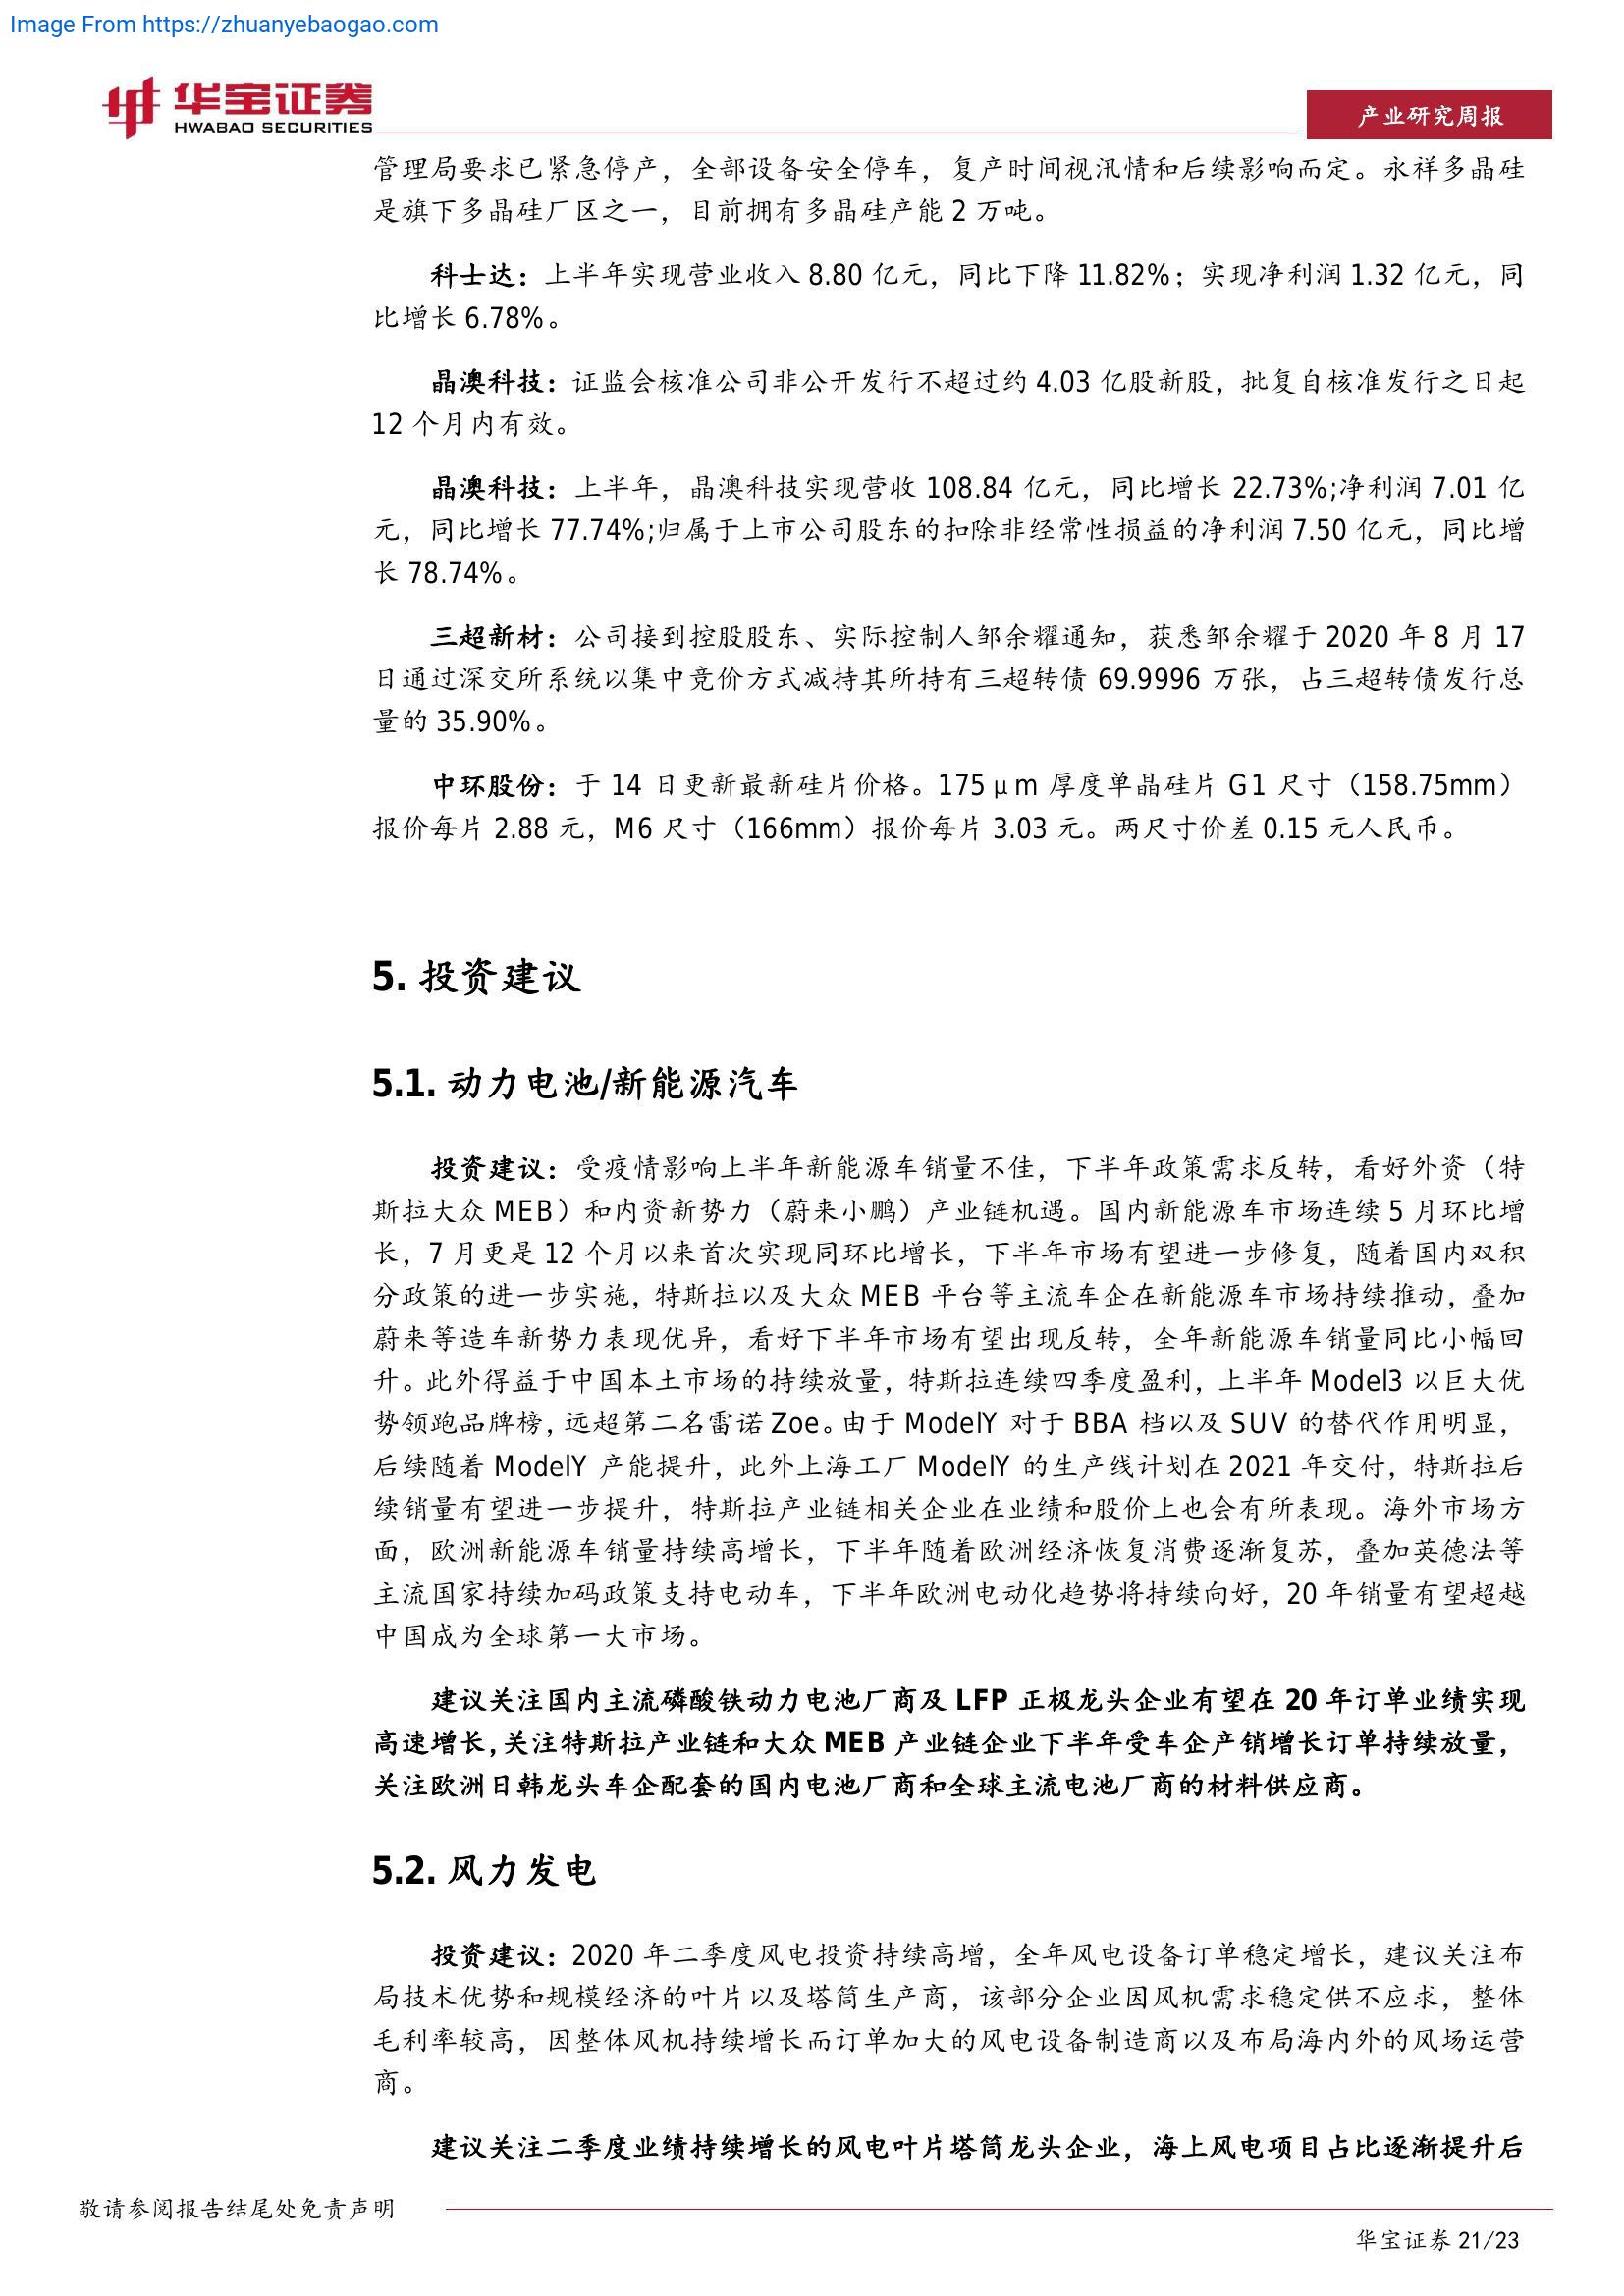 Image From https://zhuanyebaogao.com
华宝证券
HWABAO SECURITIES
产业研究周报
管理局要求已紧急停产，全部设备安全停车，复产时间视汛情和后续影响而定。永祥多晶硅
是旗下多晶硅厂区之一，目前拥有多晶硅产能 2 万吨。
科士达：上半年实现营业收入 8.80 亿元，同比下降 11.82%；实现净利润 1.32 亿元，同
比增长 6.78%。
晶澳科技：证监会核准公司非公开发行不超过约 4.03 亿股新股，批复自核准发行之日起
12 个月内有效。
晶澳科技：上半年，晶澳科技实现营收 108.84 亿元，同比增长 22.73%;净利润 7.01 亿
元，同比增长 77.74%;归属于上市公司股东的扣除非经常性损益的净利润 7.50 亿元，同比增
长 78.74%。
三超新材：公司接到控股股东、实际控制人邹余耀通知，获悉邹余耀于 2020 年 8 月 17
日通过深交所系统以集中竞价方式减持其所持有三超转债 69.9996 万张，占三超转债发行总
量的 35.90%。
中环股份：于 14 日更新最新硅片价格。175μm 厚度单晶硅片 G1 尺寸（158.75mm）
报价每片 2.88 元，M6 尺寸（166mm）报价每片 3.03 元。两尺寸价差 0.15 元人民币。
5. 投资建议
5.1. 动力电池/新能源汽车
投资建议：受疫情影响上半年新能源车销量不佳，下半年政策需求反转，看好外资（特
斯拉大众 MEB）和内资新势力（蔚来小鹏）产业链机遇。国内新能源车市场连续 5 月环比增
长，7 月更是 12 个月以来首次实现同环比增长，下半年市场有望进一步修复，随着国内双积
分政策的进一步实施，特斯拉以及大众 MEB 平台等主流车企在新能源车市场持续推动，叠加
蔚来等造车新势力表现优异，看好下半年市场有望出现反转，全年新能源车销量同比小幅回
升。此外得益于中国本土市场的持续放量，特斯拉连续四季度盈利，上半年 Model3 以巨大优
势领跑品牌榜，远超第二名雷诺 Zoe。由于 ModelY 对于 BBA 档以及 SUV 的替代作用明显，
后续随着 ModelY 产能提升，此外上海工厂 ModelY 的生产线计划在 2021 年交付，特斯拉后
续销量有望进一步提升，特斯拉产业链相关企业在业绩和股价上也会有所表现。海外市场方
面，欧洲新能源车销量持续高增长，下半年随着欧洲经济恢复消费逐渐复苏，叠加英德法等
主流国家持续加码政策支持电动车，下半年欧洲电动化趋势将持续向好，20 年销量有望超越
中国成为全球第一大市场。
建议关注国内主流磷酸铁动力电池厂商及 LFP 正极龙头企业有望在 20 年订单业绩实现
高速增长，关注特斯拉产业链和大众 MEB 产业链企业下半年受车企产销增长订单持续放量，
关注欧洲日韩龙头车企配套的国内电池厂商和全球主流电池厂商的材料供应商。
5.2. 风力发电
投资建议：2020 年二季度风电投资持续高增，全年风电设备订单稳定增长，建议关注布
局技术优势和规模经济的叶片以及塔筒生产商，该部分企业因风机需求稳定供不应求，整体
毛利率较高，因整体风机持续增长而订单加大的风电设备制造商以及布局海内外的风场运营
商。
建议关注二季度业绩持续增长的风电叶片塔筒龙头企业，海上风电项目占比逐渐提升后
敬请参阅报告结尾处免责声明
华宝证券 21/23